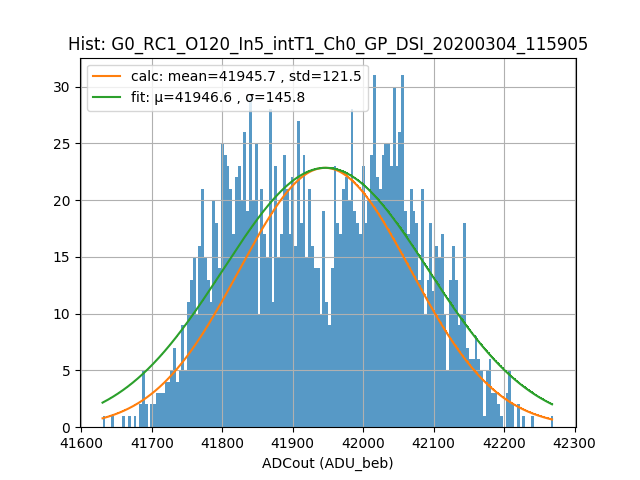 Hist: G0_RC1_O120_In5_intT1_Ch0_GP_DSI_20200304_115905
calc: mean=41945.7 , std=121.5
fit: μ=41946.6 , σ=145.8
30
25
20
15
10
5
0
41600 41700 41800 41900 42000 42100 42200 42300
ADCout (ADU_beb)